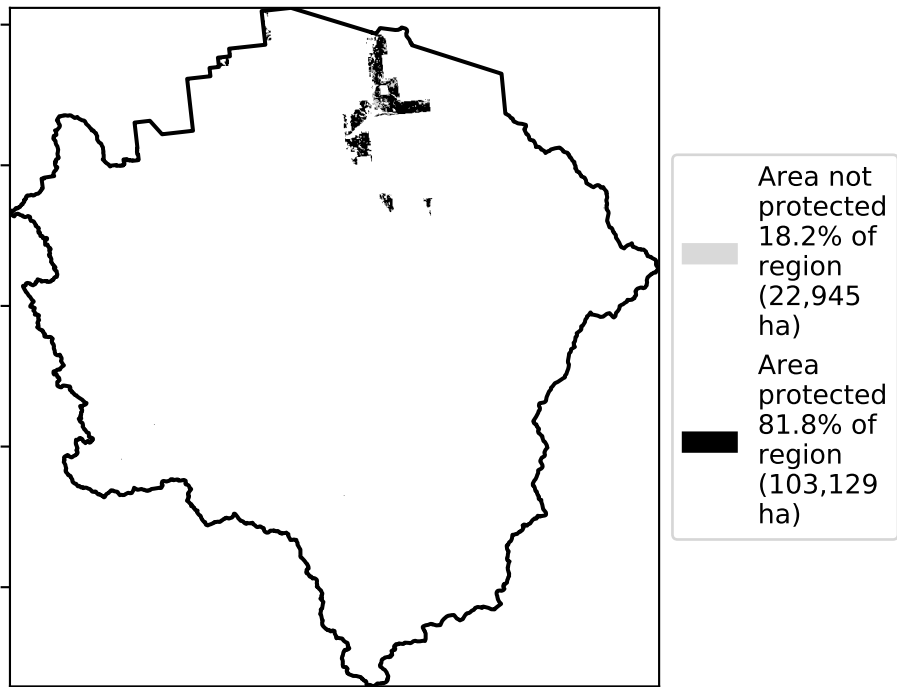 Area not
protected
18.2% of
region
(22,945
ha)
Area
protected
81.8% of
region
(103,129
ha)